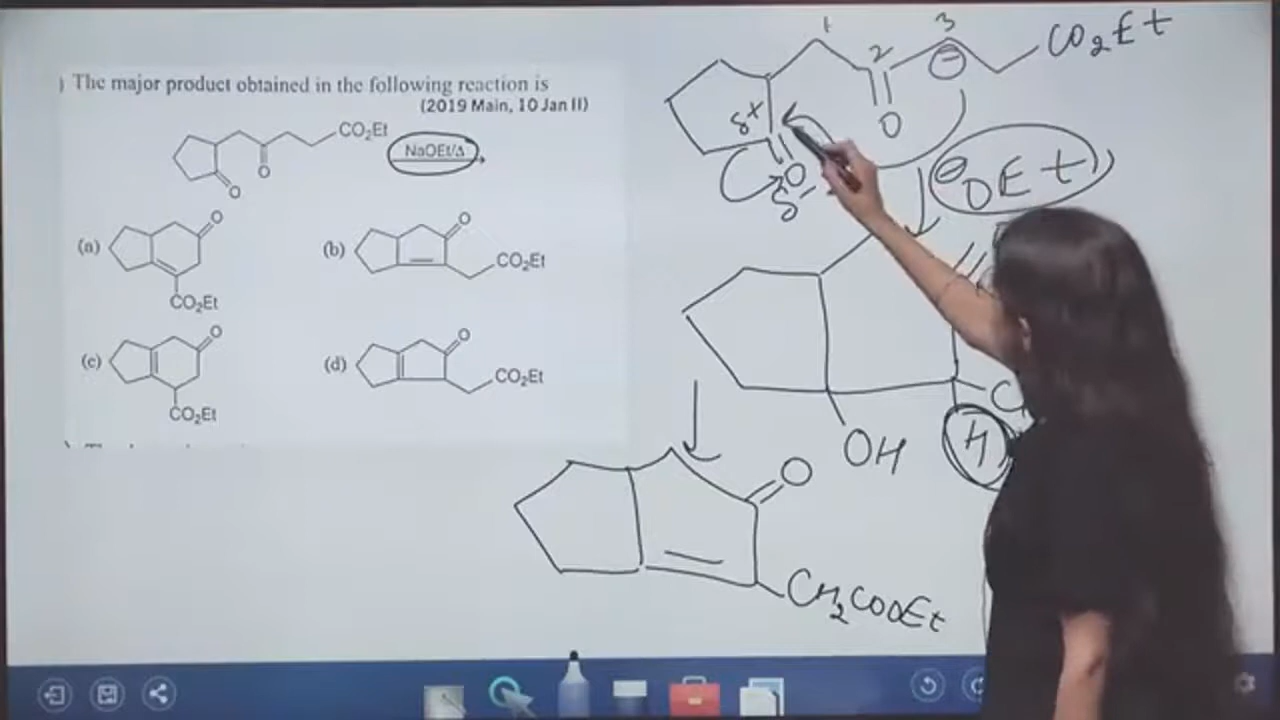 ) The major product obtained in the following reaction is
(2019 Main, 10 Jan II)
CO₂Et
O
O
NaOEt/Δ
(a)
O
CO₂Et
(b)
O
CO₂Et
(c)
O
CO₂Et
(d)
O
CO₂Et
1
2
3
⊖
CO₂Et
O
δ+
O
δ-
⊖OEt
OH
H
O
CH₂COOEt